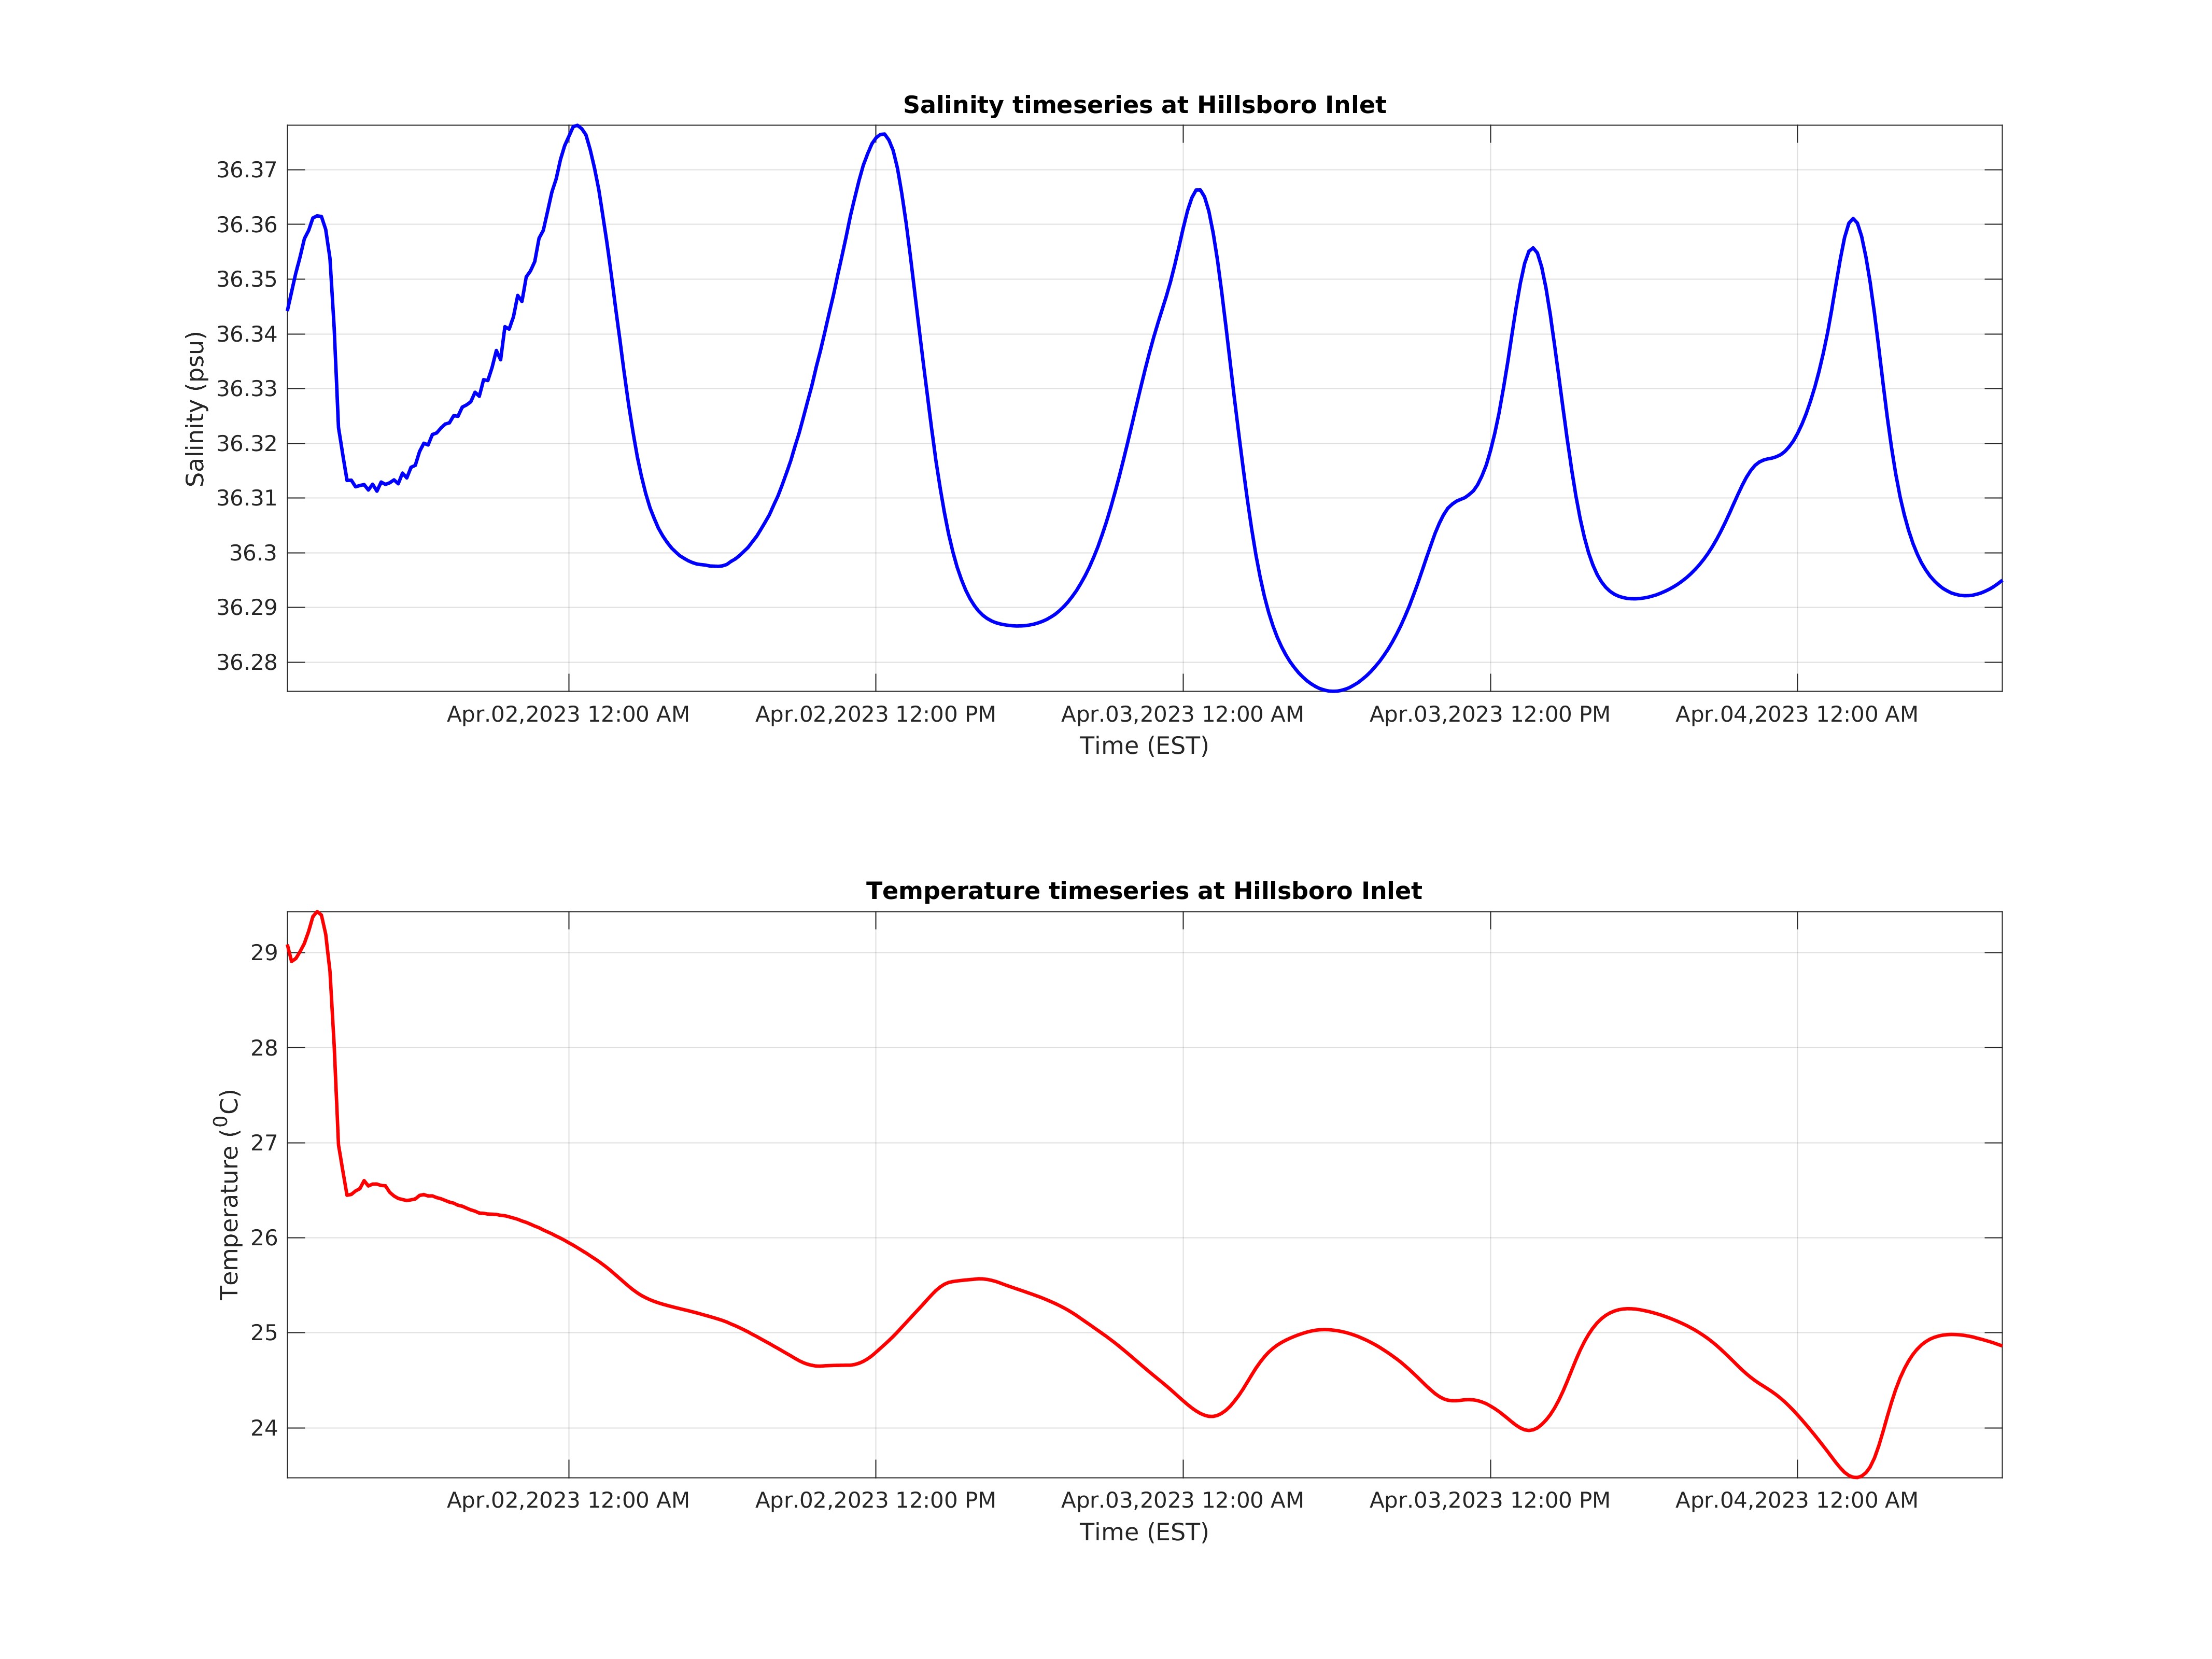 Salinity timeseries at Hillsboro Inlet
Salinity (psu)
36.37
36.36
36.35
36.34
36.33
36.32
36.31
36.3
36.29
36.28
Apr.02,2023 12:00 AM Apr.02,2023 12:00 PM Apr.03,2023 12:00 AM Apr.03,2023 12:00 PM Apr.04,2023 12:00 AM
Time (EST)
Temperature timeseries at Hillsboro Inlet
Temperature (⁰C)
29
28
27
26
25
24
Apr.02,2023 12:00 AM Apr.02,2023 12:00 PM Apr.03,2023 12:00 AM Apr.03,2023 12:00 PM Apr.04,2023 12:00 AM
Time (EST)